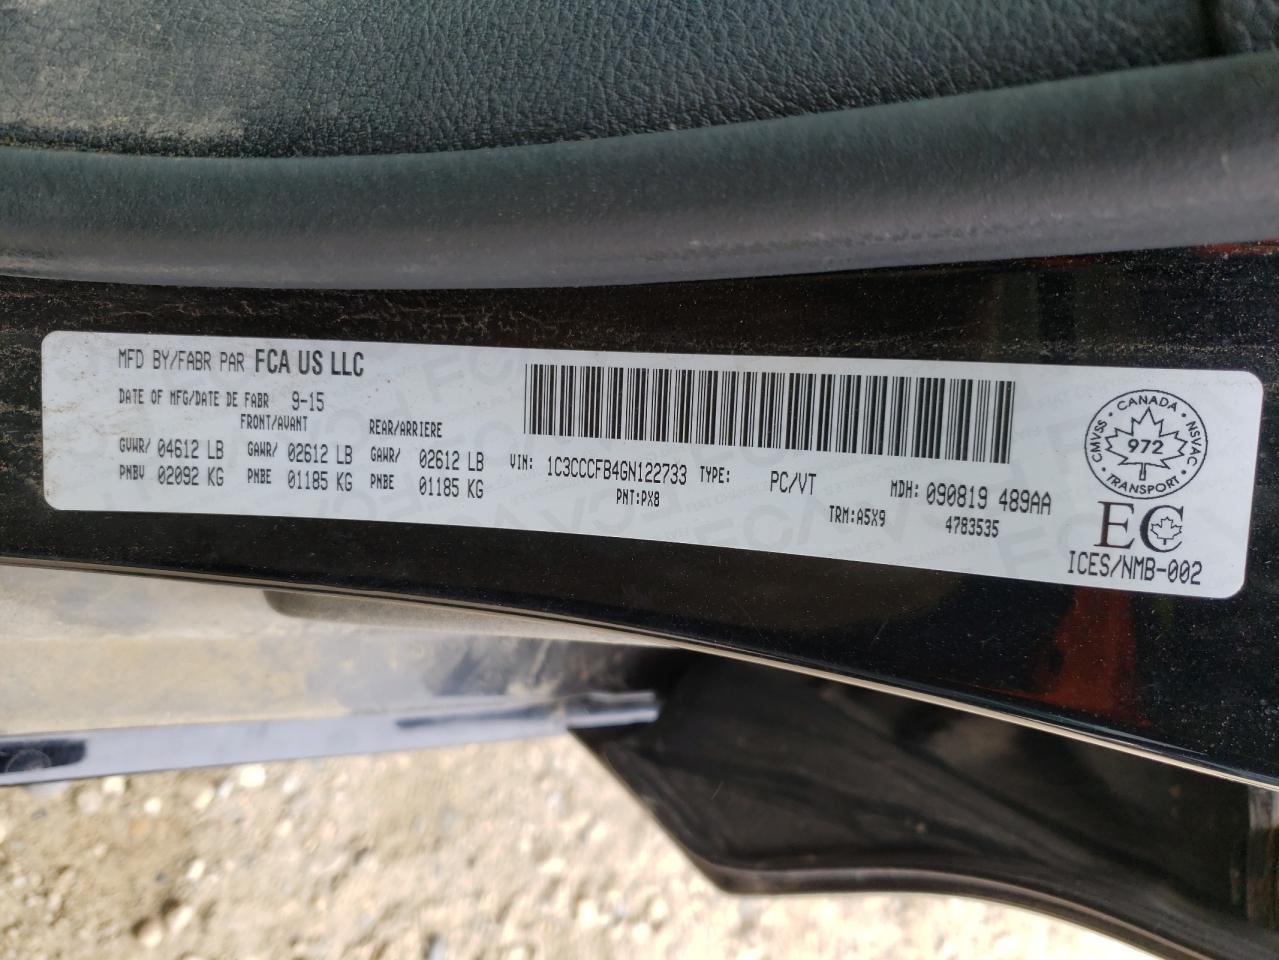 MFD BY/FABR PAR FCA US LLC
DATE OF MFG/DATE DE FABR 9-15
FRONT/AVANT REAR/ARRIERE
GVWR/ 04612 LB GAWR/ 02612 LB GAWR/ 02612 LB
PNBV 02092 KG PNBE 01185 KG PNBE 01185 KG
VIN: 1C3CCCFB4GN122733 TYPE: PC/VT MDH: 090819 489AA
PNT:PX8 TRM:A5X9 4783535
CANADA
CMVSS · NSVAC
972
TRANSPORT
EC
ICES/NMB-002